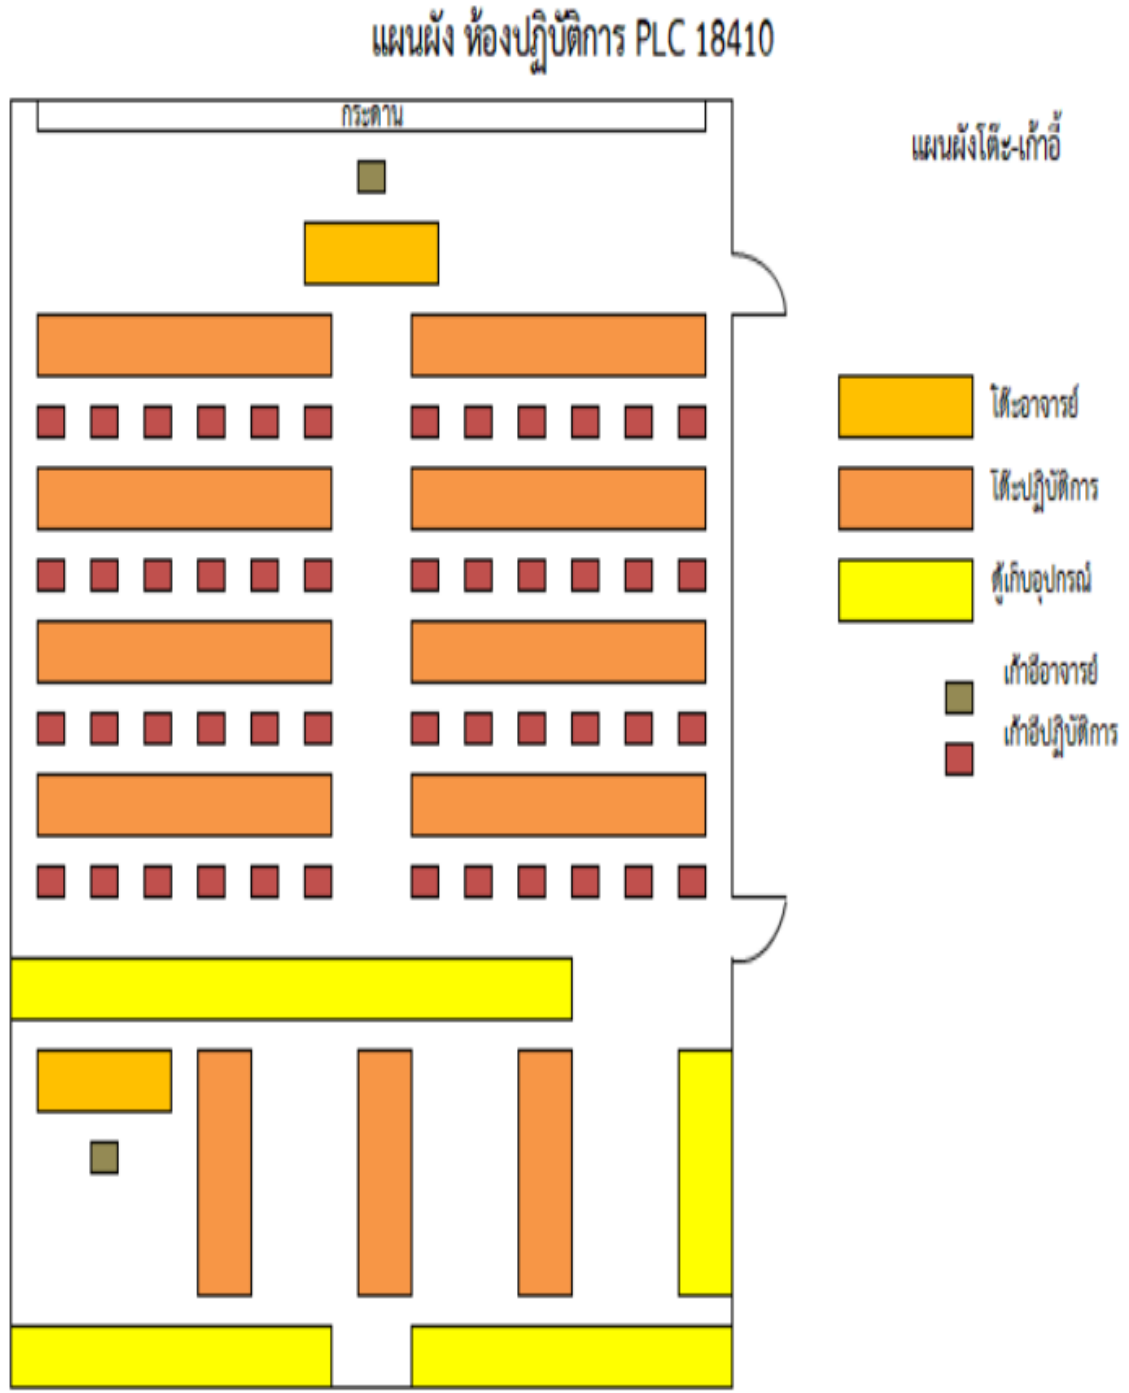 แผนผัง ห้องปฏิบัติการ PLC 18410
กระดาน
แผนผังโต๊ะ-เก้าอี้
โต๊ะอาจารย์
โต๊ะปฏิบัติการ
ตู้เก็บอุปกรณ์
เก้าอีอาจารย์
เก้าอีปฏิบัติการ